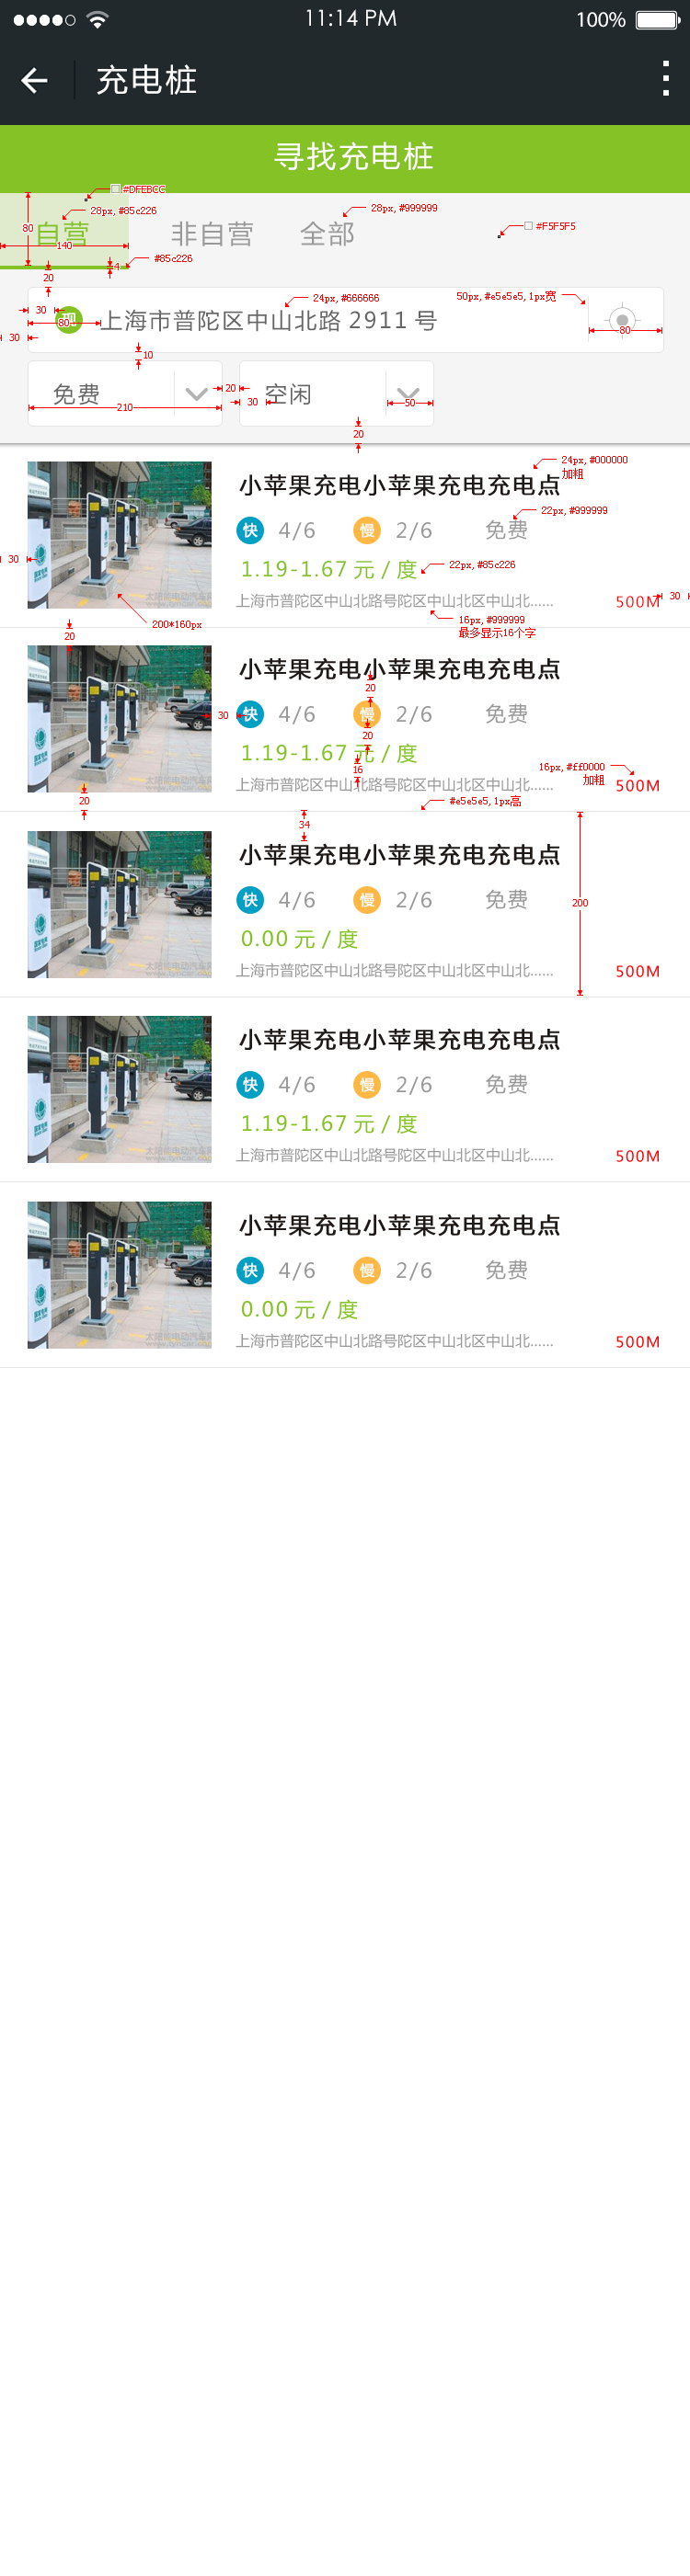 11:14 PM
100%
充电桩
寻找充电桩
#DFEBCC
28px, #85c226
28px, #999999
#F5F5F5
80
自营
非自营
全部
140
#85c226
4
20
24px, #666666
50px, #e5e5e5, 1px宽
30
80
上海市普陀区中山北路 2911 号
80
30
10
免费
20
30
空闲
50
210
20
24px, #000000
加粗
小苹果充电小苹果充电充电点
22px, #999999
快 4/6 慢 2/6 免费
30
1.19-1.67 元 / 度
22px, #85c226
上海市普陀区中山北路号陀区中山北区中山北......
500M
30
200*160px
16px, #999999
最多显示16个字
20
小苹果充电小苹果充电充电点
20
30
快 4/6 慢 2/6 免费
20
1.19-1.67 元 / 度
16
16px, #ff0000
加粗
上海市普陀区中山北路号陀区中山北区中山北......
500M
20
#e5e5e5, 1px高
34
小苹果充电小苹果充电充电点
快 4/6 慢 2/6 免费
200
0.00 元 / 度
上海市普陀区中山北路号陀区中山北区中山北......
500M
小苹果充电小苹果充电充电点
快 4/6 慢 2/6 免费
1.19-1.67 元 / 度
上海市普陀区中山北路号陀区中山北区中山北......
500M
小苹果充电小苹果充电充电点
快 4/6 慢 2/6 免费
0.00 元 / 度
上海市普陀区中山北路号陀区中山北区中山北......
500M